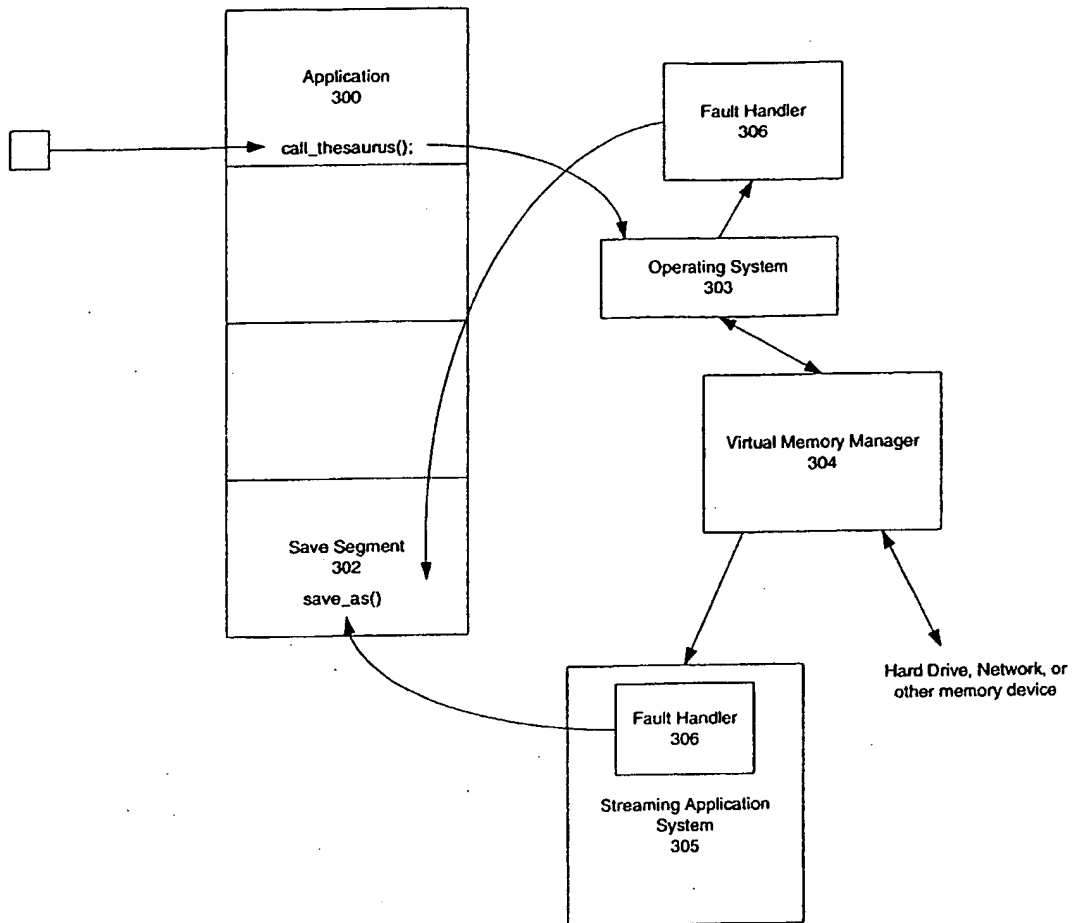 Application
300
call_thesaurus();
Fault Handler
306
Operating System
303
Virtual Memory Manager
304
Save Segment
302
save_as()
Hard Drive, Network, or
other memory device
Fault Handler
306
Streaming Application
System
305